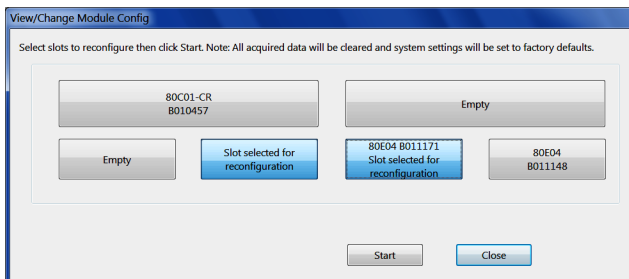 View/Change Module Config
Select slots to reconfigure then click Start. Note: All acquired data will be cleared and system settings will be set to factory defaults.
80C01-CR
B010457
Empty
Empty
Slot selected for
reconfiguration
80E04 B011171
Slot selected for
reconfiguration
80E04
B011148
Start
Close